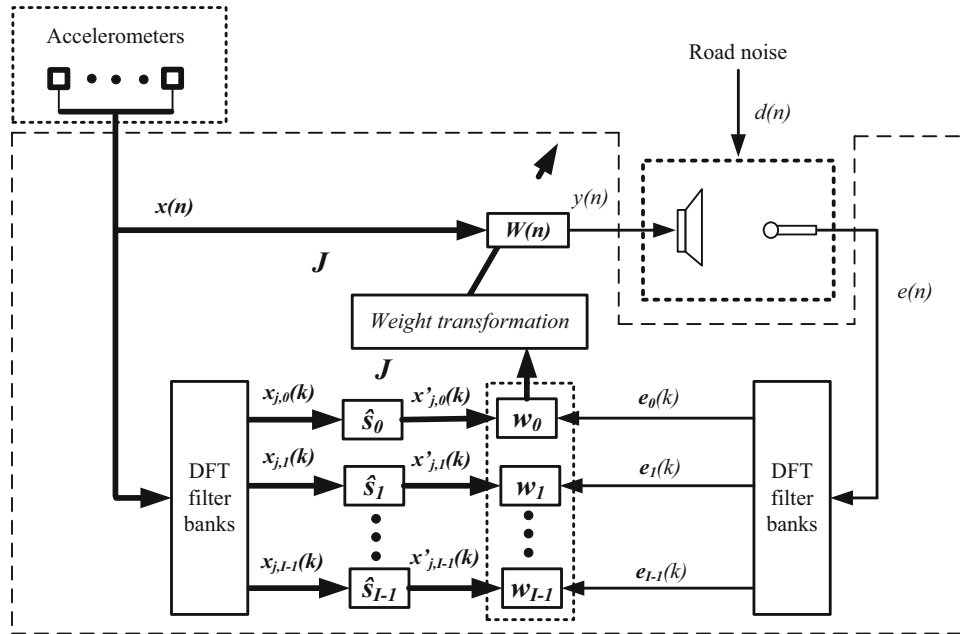 Accelerometers
Road noise
d(n)
x(n)
y(n)
W(n)
J
e(n)
Weight transformation
J
x_{j,0}(k)
x'_{j,0}(k)
e_0(k)
ŝ_0
w_0
x_{j,1}(k)
x'_{j,1}(k)
e_1(k)
DFT
filter
banks
ŝ_1
w_1
DFT
filter
banks
x_{j,I-1}(k)
x'_{j,I-1}(k)
e_{I-1}(k)
ŝ_{I-1}
w_{I-1}